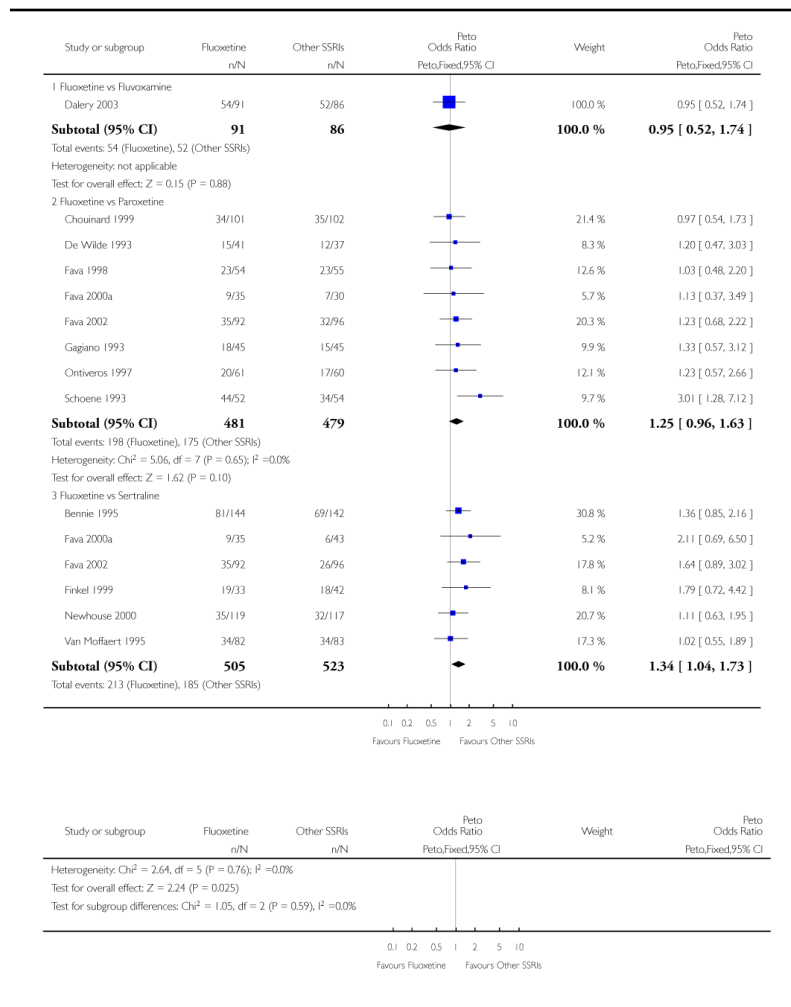 Study or subgroup Fluoxetine Other SSRIs Peto Odds Ratio Weight Peto Odds Ratio
n/N n/N Peto,Fixed,95% CI Peto,Fixed,95% CI
1 Fluoxetine vs Fluvoxamine
Dalery 2003 54/91 52/86 100.0 % 0.95 [ 0.52, 1.74 ]
Subtotal (95% CI) 91 86 100.0 % 0.95 [ 0.52, 1.74 ]
Total events: 54 (Fluoxetine), 52 (Other SSRIs)
Heterogeneity: not applicable
Test for overall effect: Z = 0.15 (P = 0.88)
2 Fluoxetine vs Paroxetine
Chouinard 1999 34/101 35/102 21.4 % 0.97 [ 0.54, 1.73 ]
De Wilde 1993 15/41 12/37 8.3 % 1.20 [ 0.47, 3.03 ]
Fava 1998 23/54 23/55 12.6 % 1.03 [ 0.48, 2.20 ]
Fava 2000a 9/35 7/30 5.7 % 1.13 [ 0.37, 3.49 ]
Fava 2002 35/92 32/96 20.3 % 1.23 [ 0.68, 2.22 ]
Gagiano 1993 18/45 15/45 9.9 % 1.33 [ 0.57, 3.12 ]
Ontiveros 1997 20/61 17/60 12.1 % 1.23 [ 0.57, 2.66 ]
Schoene 1993 44/52 34/54 9.7 % 3.01 [ 1.28, 7.12 ]
Subtotal (95% CI) 481 479 100.0 % 1.25 [ 0.96, 1.63 ]
Total events: 198 (Fluoxetine), 175 (Other SSRIs)
Heterogeneity: Chi² = 5.06, df = 7 (P = 0.65); I² =0.0%
Test for overall effect: Z = 1.62 (P = 0.10)
3 Fluoxetine vs Sertraline
Bennie 1995 81/144 69/142 30.8 % 1.36 [ 0.85, 2.16 ]
Fava 2000a 9/35 6/43 5.2 % 2.11 [ 0.69, 6.50 ]
Fava 2002 35/92 26/96 17.8 % 1.64 [ 0.89, 3.02 ]
Finkel 1999 19/33 18/42 8.1 % 1.79 [ 0.72, 4.42 ]
Newhouse 2000 35/119 32/117 20.7 % 1.11 [ 0.63, 1.95 ]
Van Moffaert 1995 34/82 34/83 17.3 % 1.02 [ 0.55, 1.89 ]
Subtotal (95% CI) 505 523 100.0 % 1.34 [ 1.04, 1.73 ]
Total events: 213 (Fluoxetine), 185 (Other SSRIs)
0.1 0.2 0.5 1 2 5 10
Favours Fluoxetine Favours Other SSRIs
Study or subgroup Fluoxetine Other SSRIs Peto Odds Ratio Weight Peto Odds Ratio
n/N n/N Peto,Fixed,95% CI Peto,Fixed,95% CI
Heterogeneity: Chi² = 2.64, df = 5 (P = 0.76); I² =0.0%
Test for overall effect: Z = 2.24 (P = 0.025)
Test for subgroup differences: Chi² = 1.05, df = 2 (P = 0.59), I² =0.0%
0.1 0.2 0.5 1 2 5 10
Favours Fluoxetine Favours Other SSRIs